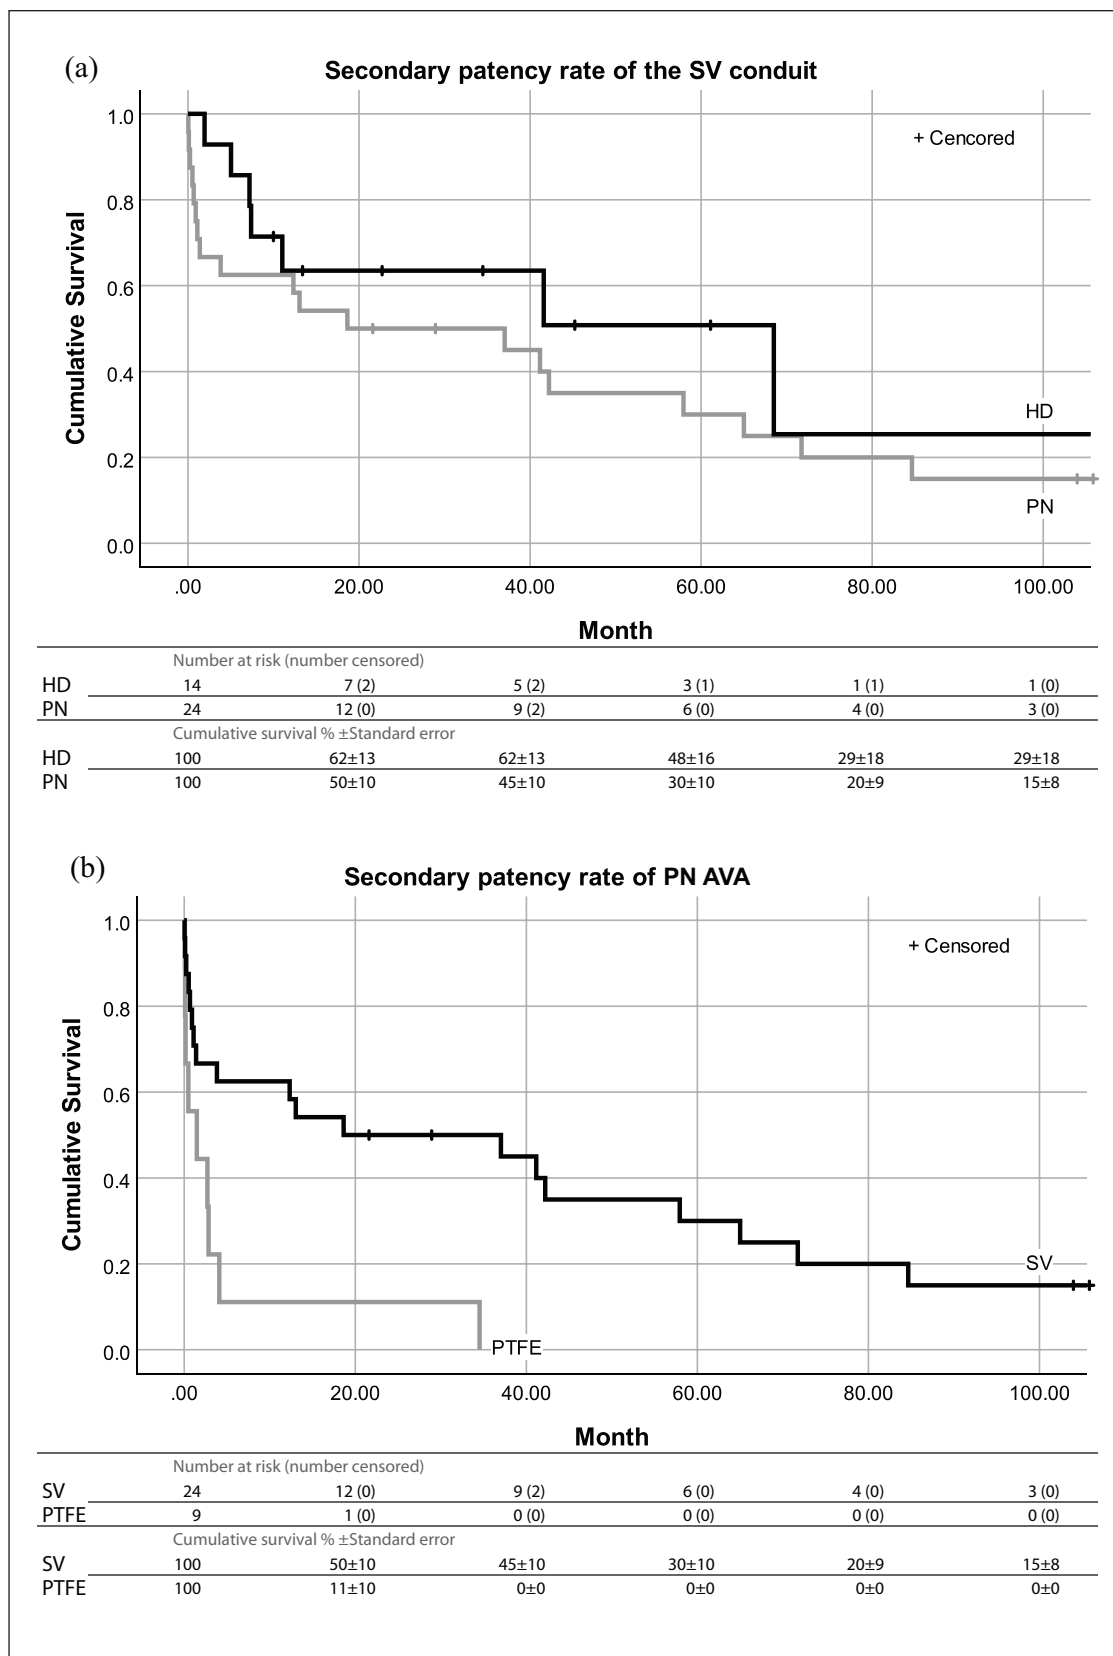 (a)
Secondary patency rate of the SV conduit
+ Cencored
1.0
0.8
0.6
0.4
0.2
0.0
Cumulative Survival
HD
PN
.00 20.00 40.00 60.00 80.00 100.00
Month
Number at risk (number censored)
HD 14 7 (2) 5 (2) 3 (1) 1 (1) 1 (0)
PN 24 12 (0) 9 (2) 6 (0) 4 (0) 3 (0)
Cumulative survival % ±Standard error
HD 100 62±13 62±13 48±16 29±18 29±18
PN 100 50±10 45±10 30±10 20±9 15±8
(b)
Secondary patency rate of PN AVA
+ Censored
1.0
0.8
0.6
0.4
0.2
0.0
Cumulative Survival
SV
PTFE
.00 20.00 40.00 60.00 80.00 100.00
Month
Number at risk (number censored)
SV 24 12 (0) 9 (2) 6 (0) 4 (0) 3 (0)
PTFE 9 1 (0) 0 (0) 0 (0) 0 (0) 0 (0)
Cumulative survival % ±Standard error
SV 100 50±10 45±10 30±10 20±9 15±8
PTFE 100 11±10 0±0 0±0 0±0 0±0